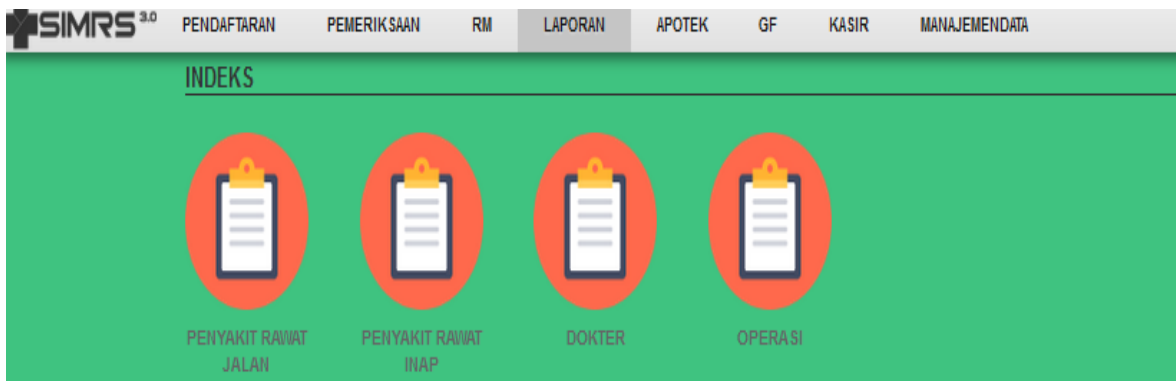 SIMRS 3.0 PENDAFTARAN PEMERIKSAAN RM LAPORAN APOTEK GF KASIR MANAJEMENDATA
INDEKS
PENYAKIT RAWAT JALAN
PENYAKIT RAWAT INAP
DOKTER
OPERASI